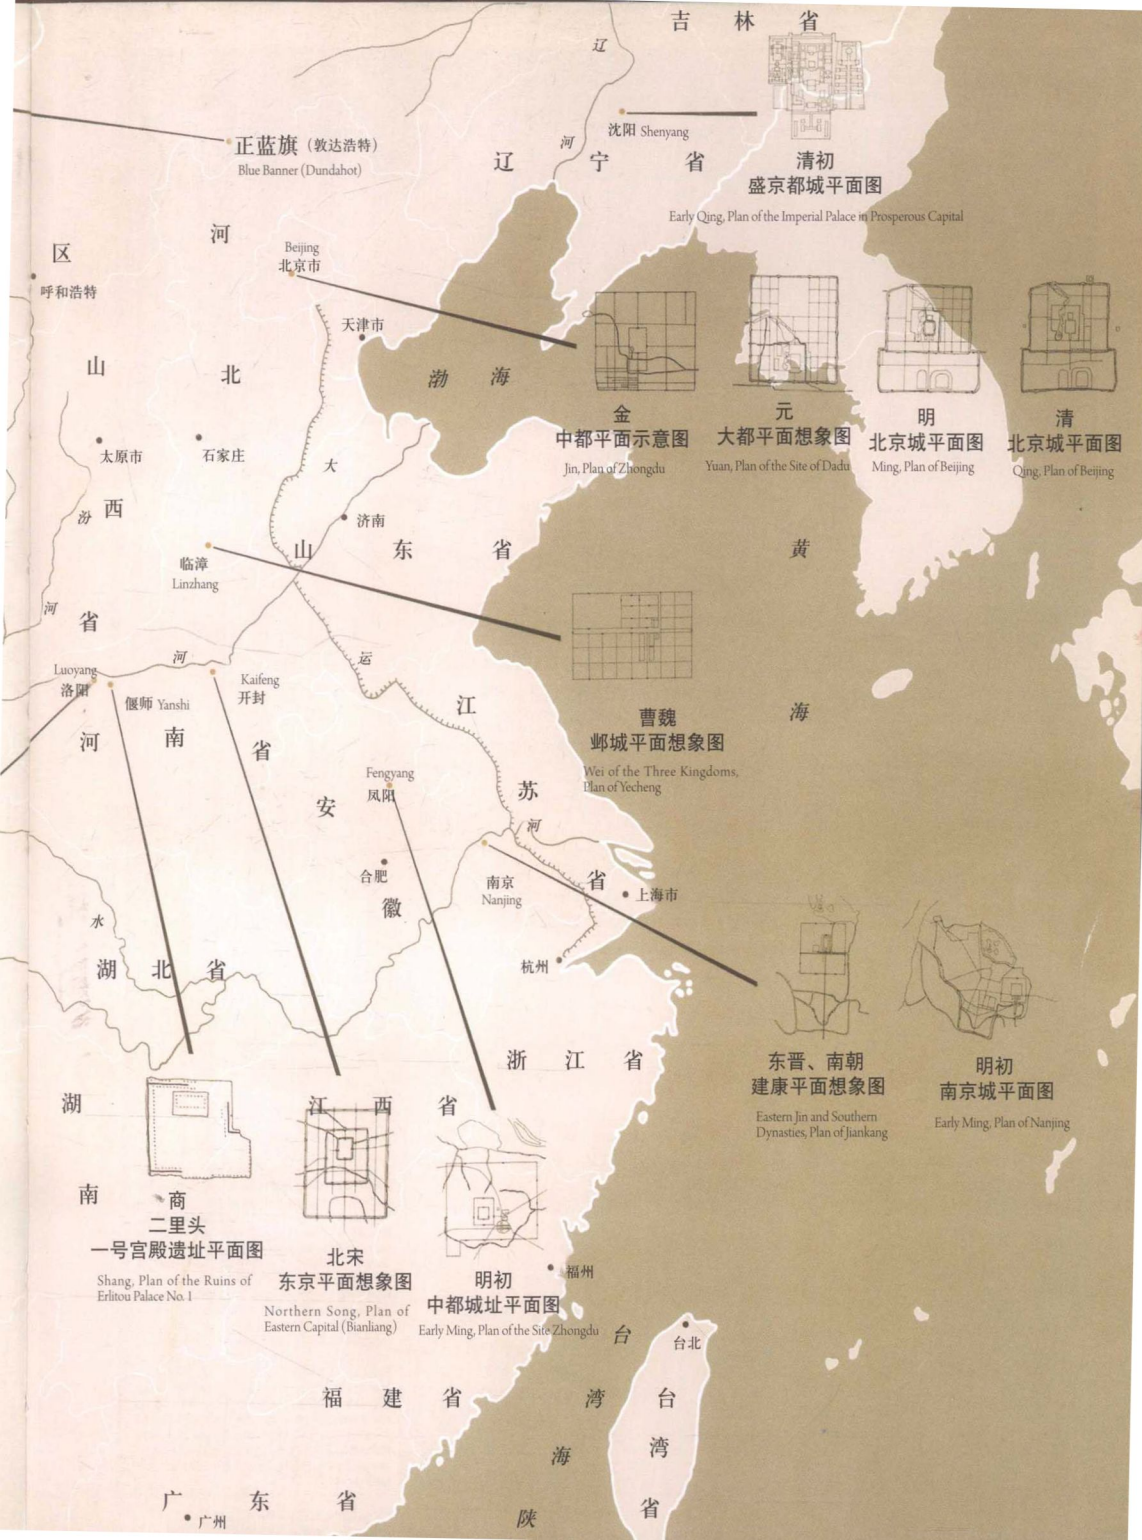 吉林省
辽
沈阳 Shenyang
正蓝旗（敦达浩特）
Blue Banner (Dundahot)
河
辽宁省
清初
盛京都城平面图
Early Qing, Plan of the Imperial Palace in Prosperous Capital
河
区
Beijing
北京市
呼和浩特
天津市
山
北
渤海
金
中都平面示意图
Jin, Plan of Zhongdu
元
大都平面想象图
Yuan, Plan of the Site of Dadu
明
北京城平面图
Ming, Plan of Beijing
清
北京城平面图
Qing, Plan of Beijing
太原市
石家庄
大
西
汾
济南
山东省
黄
临漳
Linzhang
河
省
河
运
Luoyang
洛阳
偃师 Yanshi
Kaifeng
开封
江
海
曹魏
邺城平面想象图
Wei of the Three Kingdoms,
Plan of Yecheng
河南省
Fengyang
凤阳
安
苏
河
合肥
南京
Nanjing
省
上海市
徽
水
湖北省
杭州
浙江省
东晋、南朝
建康平面想象图
Eastern Jin and Southern
Dynasties, Plan of Jiankang
明初
南京城平面图
Early Ming, Plan of Nanjing
湖
江西省
南
商
二里头
一号宫殿遗址平面图
Shang, Plan of the Ruins of
Erlitou Palace No. 1
北宋
东京平面想象图
Northern Song, Plan of
Eastern Capital (Bianliang)
明初
中都城址平面图
Early Ming, Plan of the Site Zhongdu
福州
台
台北
福建省
湾
台
海
湾
广东省
省
广州
陕